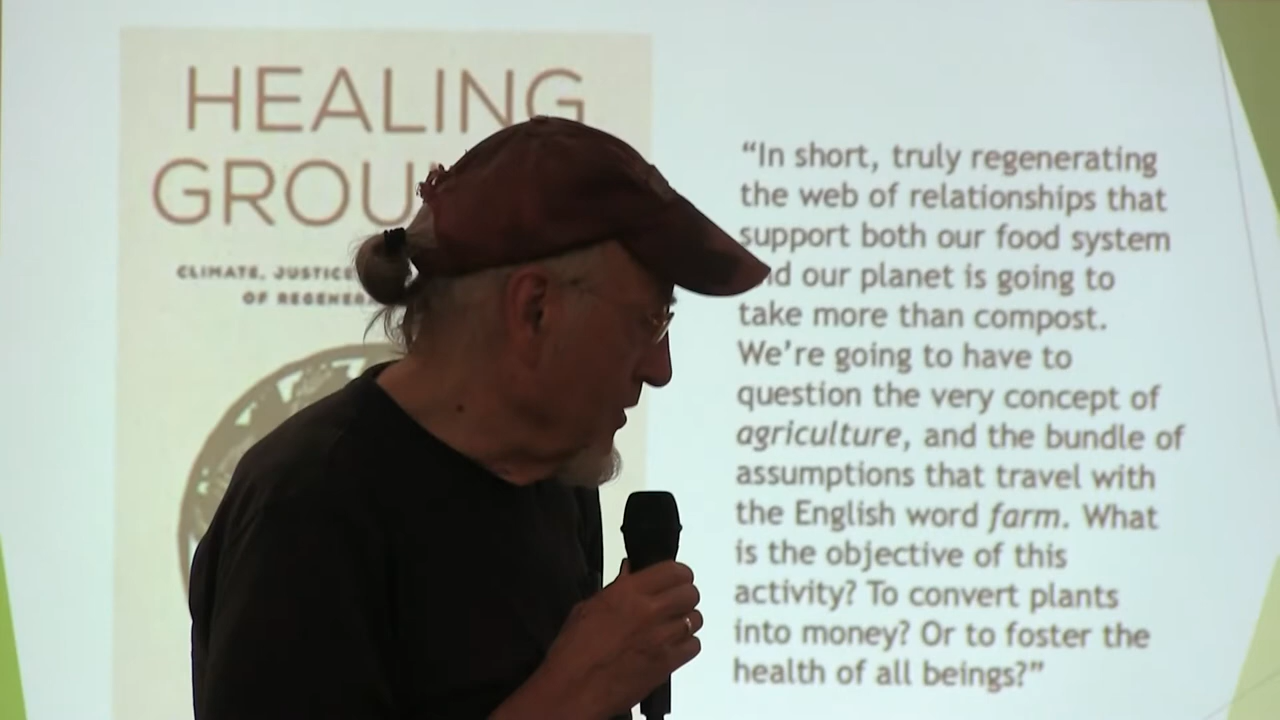 HEALING
GROU
CLIMATE, JUSTICE
OF REGENERA
“In short, truly regenerating
the web of relationships that
support both our food system
nd our planet is going to
take more than compost.
We’re going to have to
question the very concept of
agriculture, and the bundle of
assumptions that travel with
the English word farm. What
is the objective of this
activity? To convert plants
into money? Or to foster the
health of all beings?”